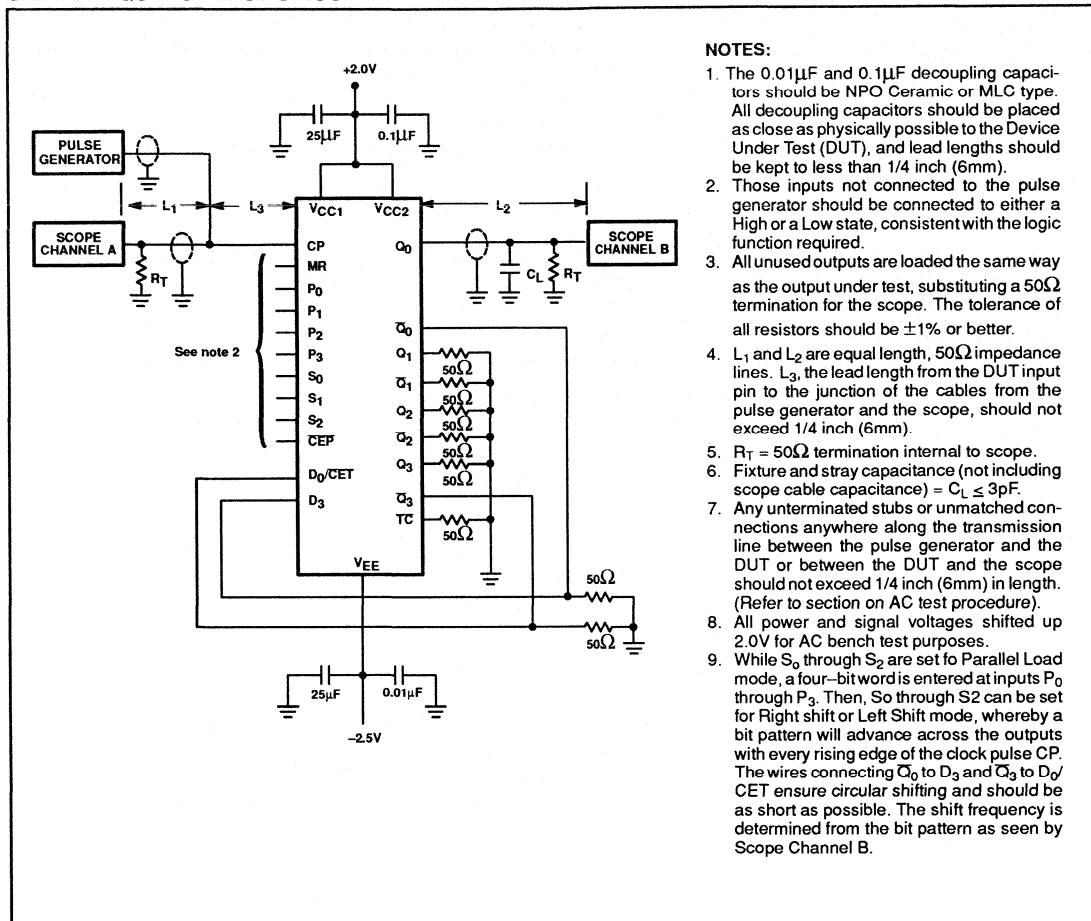 +2.0V
25μF
0.1μF
PULSE
GENERATOR
L₁
L₃
VCC1
VCC2
L₂
SCOPE
CHANNEL A
RT
CP
Q₀
CL
RT
SCOPE
CHANNEL B
MR
P₀
P₁
P₂
P₃
S₀
S₁
S₂
C̅E̅P̅
See note 2
D₀/C̅E̅T̅
D₃
Q̅₀
Q₁
50Ω
Q̅₁
50Ω
Q₂
50Ω
Q̅₂
50Ω
Q₃
50Ω
Q̅₃
T̅C̅
50Ω
VEE
50Ω
50Ω
25μF
0.01μF
–2.5V
NOTES:
1. The 0.01μF and 0.1μF decoupling capaci-
tors should be NPO Ceramic or MLC type.
All decoupling capacitors should be placed
as close as physically possible to the Device
Under Test (DUT), and lead lengths should
be kept to less than 1/4 inch (6mm).
2. Those inputs not connected to the pulse
generator should be connected to either a
High or a Low state, consistent with the logic
function required.
3. All unused outputs are loaded the same way
as the output under test, substituting a 50Ω
termination for the scope. The tolerance of
all resistors should be ±1% or better.
4. L₁ and L₂ are equal length, 50Ω impedance
lines. L₃, the lead length from the DUT input
pin to the junction of the cables from the
pulse generator and the scope, should not
exceed 1/4 inch (6mm).
5. RT = 50Ω termination internal to scope.
6. Fixture and stray capacitance (not including
scope cable capacitance) = CL ≤ 3pF.
7. Any unterminated stubs or unmatched con-
nections anywhere along the transmission
line between the pulse generator and the
DUT or between the DUT and the scope
should not exceed 1/4 inch (6mm) in length.
(Refer to section on AC test procedure).
8. All power and signal voltages shifted up
2.0V for AC bench test purposes.
9. While S₀ through S₂ are set fo Parallel Load
mode, a four–bit word is entered at inputs P₀
through P₃. Then, So through S2 can be set
for Right shift or Left Shift mode, whereby a
bit pattern will advance across the outputs
with every rising edge of the clock pulse CP.
The wires connecting Q̅₀ to D₃ and Q̅₃ to D₀/
CET ensure circular shifting and should be
as short as possible. The shift frequency is
determined from the bit pattern as seen by
Scope Channel B.